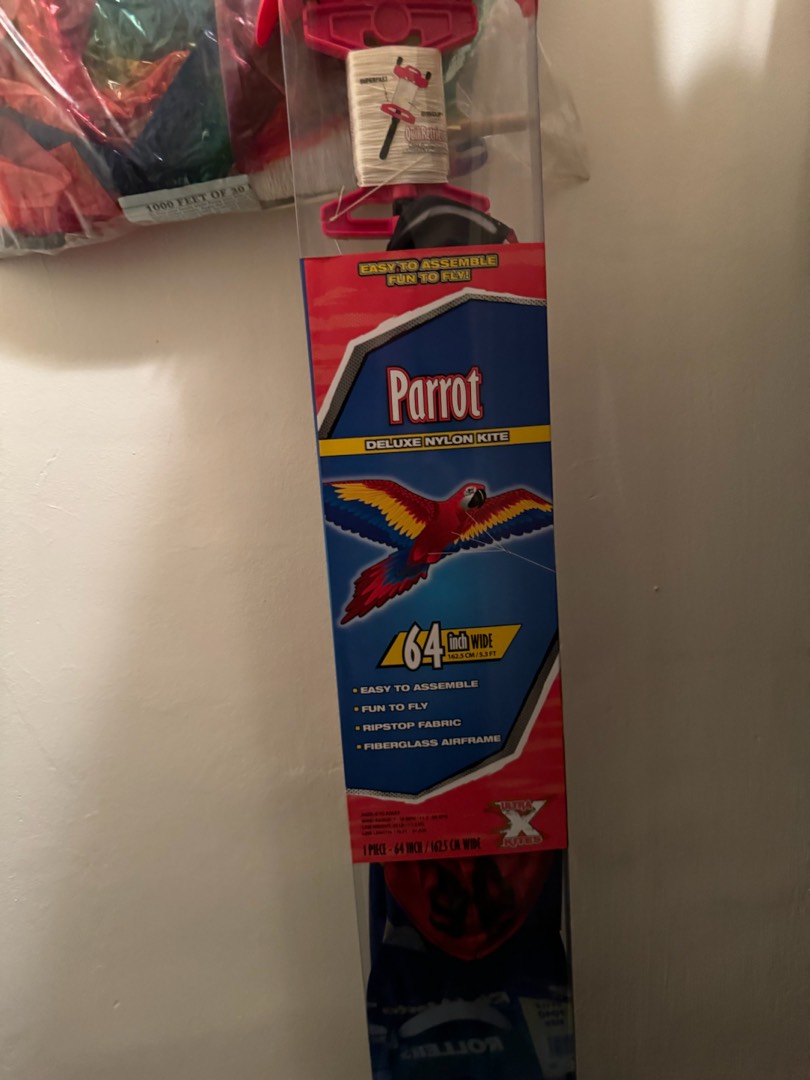 1000 FEET OF 30
EASY TO ASSEMBLE
FUN TO FLY!
Parrot
DELUXE NYLON KITE
64 inch WIDE
162.5 CM / 5.3 FT
• EASY TO ASSEMBLE
• FUN TO FLY
• RIPSTOP FABRIC
• FIBERGLASS AIRFRAME
ULTRA
X
KITES
1 PIECE - 64 INCH / 162.5 CM WIDE
ROLLER